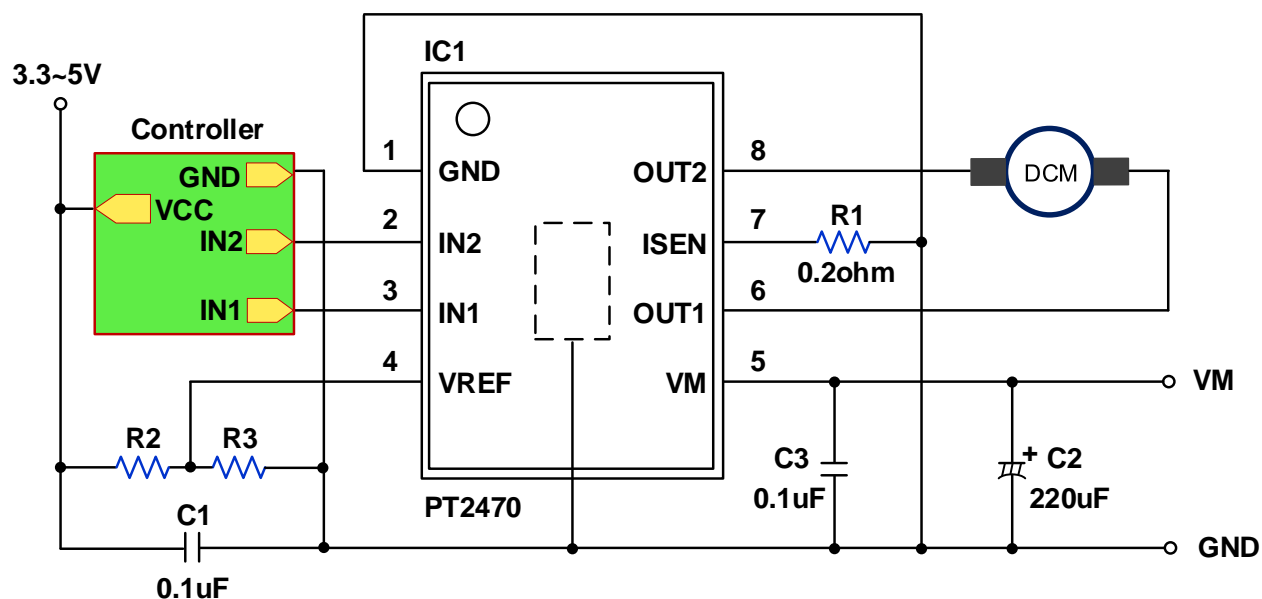 IC1
3.3~5V
Controller
GND
VCC
IN2
IN1
1
2
3
4
GND
IN2
IN1
VREF
OUT2
ISEN
OUT1
VM
8
7
6
5
R1
0.2ohm
DCM
VM
R2
R3
C1
0.1uF
PT2470
C3
0.1uF
+ C2
220uF
GND